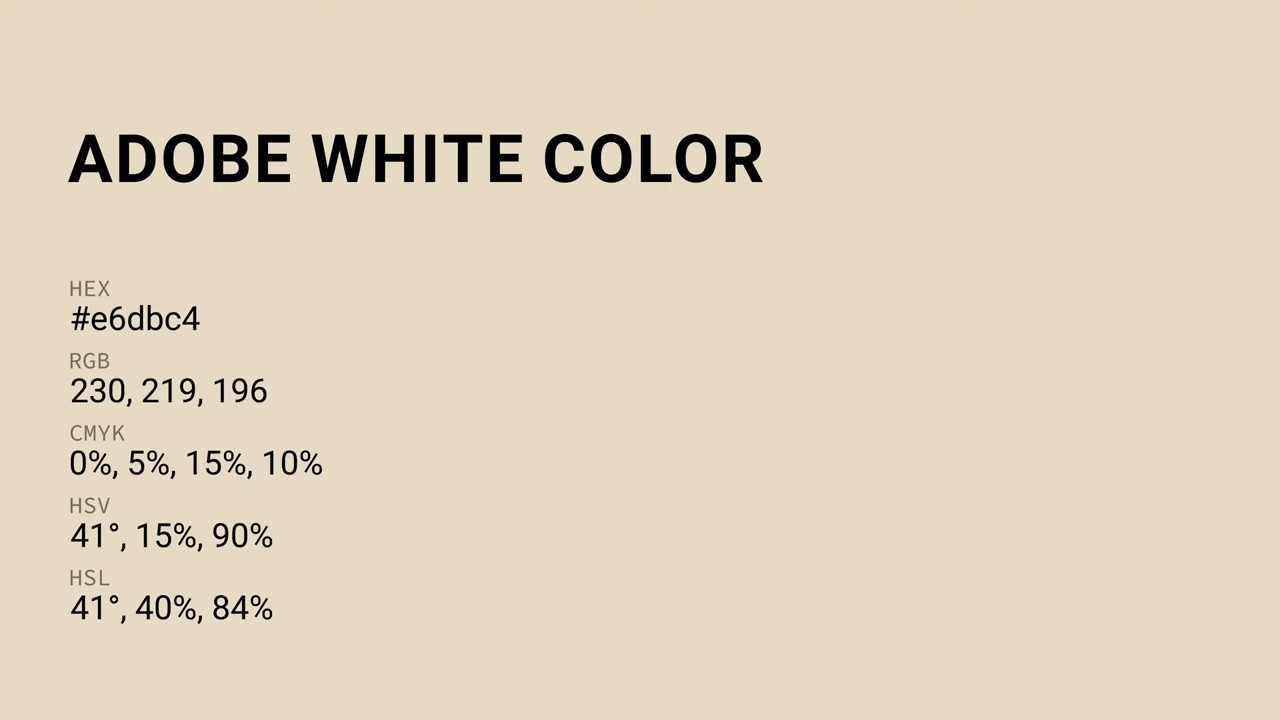 ADOBE WHITE COLOR
HEX
#e6dbc4
RGB
230, 219, 196
CMYK
0%, 5%, 15%, 10%
HSV
41°, 15%, 90%
HSL
41°, 40%, 84%